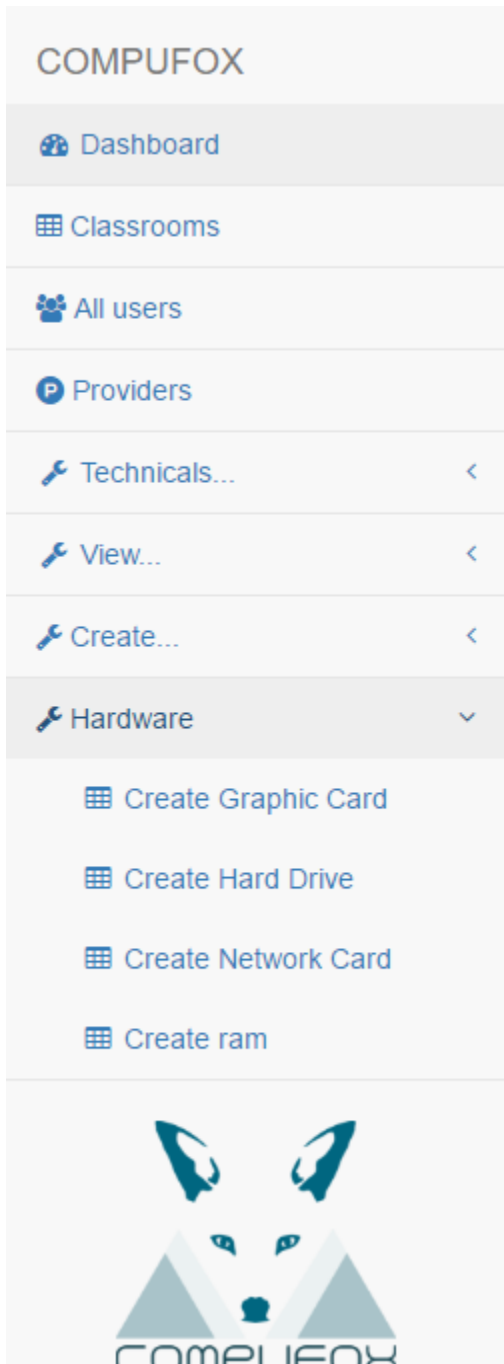 COMPUFOX
Dashboard
Classrooms
All users
Providers
Technicals...
View...
Create...
Hardware
Create Graphic Card
Create Hard Drive
Create Network Card
Create ram
COMPUFOX